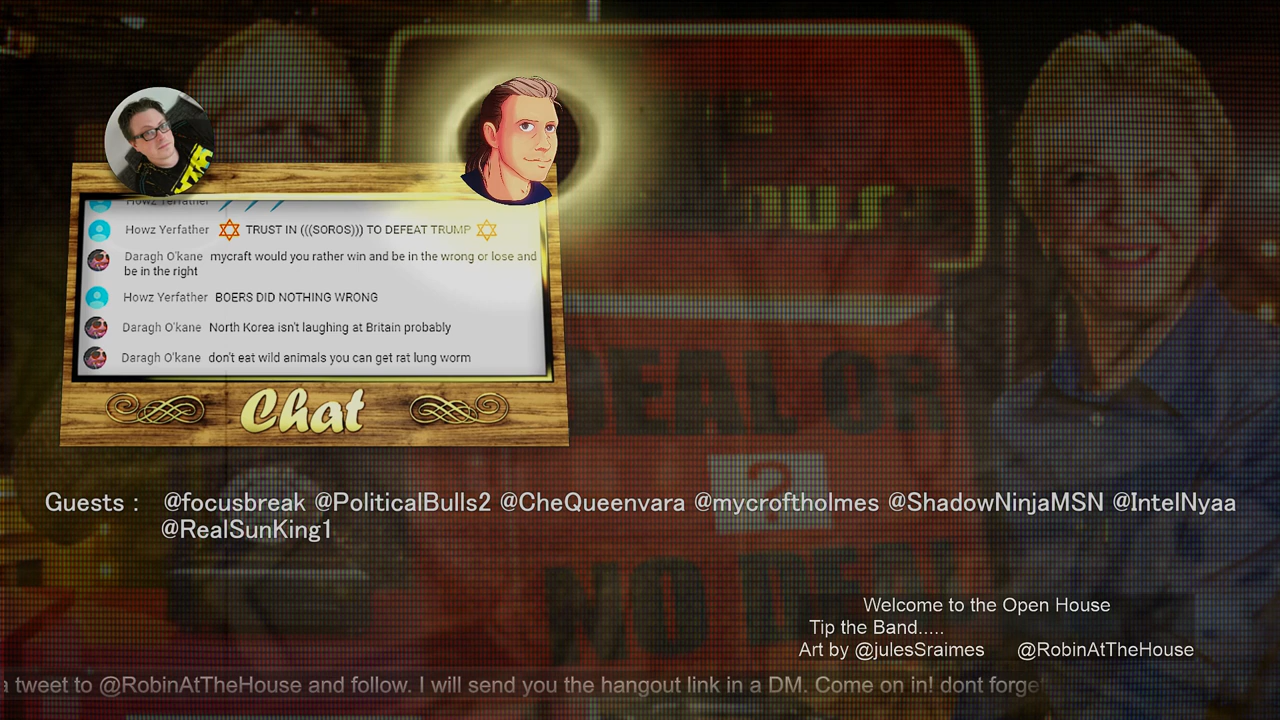 Howz Yerfather
Howz Yerfather TRUST IN (((SOROS))) TO DEFEAT TRUMP
Daragh O'kane mycraft would you rather win and be in the wrong or lose and
be in the right
Howz Yerfather BOERS DID NOTHING WRONG
Daragh O'kane North Korea isn't laughing at Britain probably
Daragh O'kane don't eat wild animals you can get rat lung worm
Chat
DEAL OR
?
NO DEAL
Guests : @focusbreak @PoliticalBulls2 @CheQueenvara @mycroftholmes @ShadowNinjaMSN @IntelNyaa
@RealSunKing1
Welcome to the Open House
Tip the Band.....
Art by @julesSraimes @RobinAtTheHouse
a tweet to @RobinAtTheHouse and follow. I will send you the hangout link in a DM. Come on in! dont forge